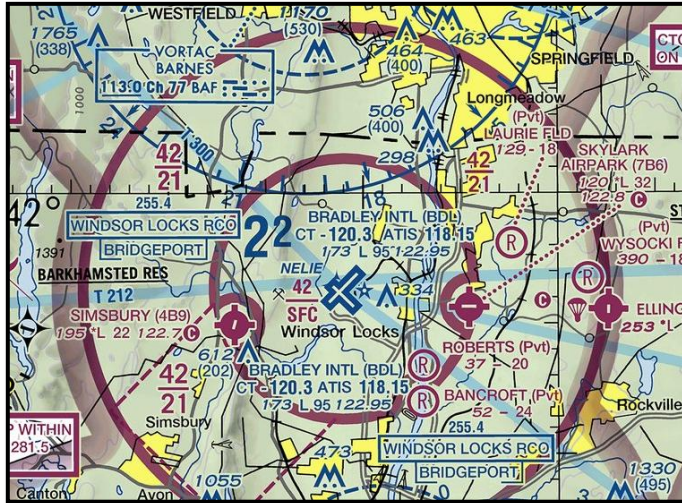 WESTFIELD
1170
(530)
1765
(338)
VORTAC
BARNES
113.0 Ch 77 BAF
464
(400)
463
SPRINGFIELD
CTC
ON
1000
Longmeadow
506
(400)
(Pvt)
LAURIE FLD
129 - 18
T 300
298
42
21
42
21
SKYLARK
AIRPARK (7B6)
120 *L 32
122.8 C
21
18
42°
255.4
WINDSOR LOCKS RCO
BRIDGEPORT
22
BRADLEY INTL (BDL)
CT - 120.3 ATIS 118.15
173 L 95 122.95
R
(Pvt)
WYSOCKI F
390 - 18
1391
BARKHAMSTED RES
NELIE
R
T 212
42
SFC
334
C
SIMSBURY (4B9)
195 *L 22 122.7 C
Windsor Locks
ELLING
253 *L
612
(202)
BRADLEY INTL (BDL)
CT - 120.3 ATIS 118.15
173 L 95 122.95
R
ROBERTS (Pvt)
37 - 20
42
21
R
BANCROFT (Pvt)
52 - 24
Rockville
P WITHIN
281.5
Simsbury
255.4
WINDSOR LOCKS RCO
BRIDGEPORT
473
1330
(495)
1055
Canton
Avon